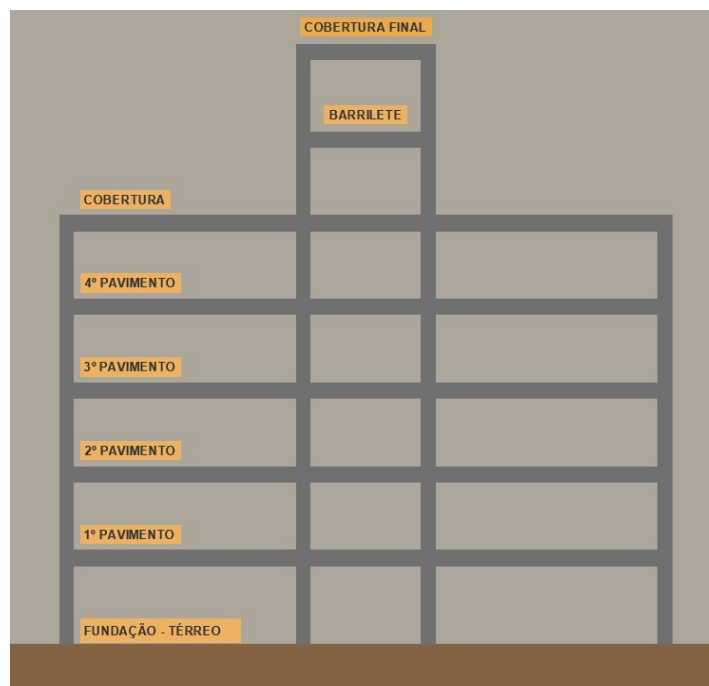 COBERTURA FINAL
BARRILETE
COBERTURA
4º PAVIMENTO
3º PAVIMENTO
2º PAVIMENTO
1º PAVIMENTO
FUNDAÇÃO - TÉRREO